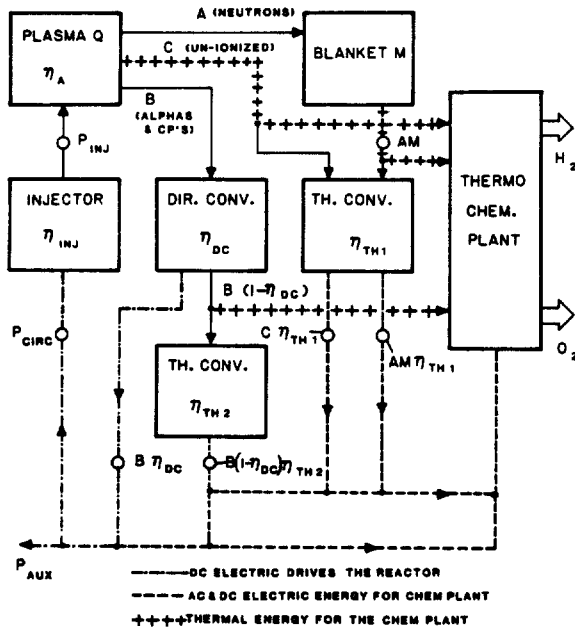 A (NEUTRONS)
PLASMA Q
η_A
C (UN-IONIZED)
BLANKET M
B
(ALPHAS
& CP'S)
P_INJ
AM
H_2
INJECTOR
η_INJ
DIR. CONV.
η_DC
TH. CONV.
η_TH1
THERMO
CHEM.
PLANT
B (1-η_DC)
P_CIRC
C η_TH1
AM η_TH1
O_2
TH. CONV.
η_TH2
B η_DC
B(1-η_DC)η_TH2
P_AUX
DC ELECTRIC DRIVES THE REACTOR
AC & DC ELECTRIC ENERGY FOR CHEM PLANT
THERMAL ENERGY FOR THE CHEM PLANT